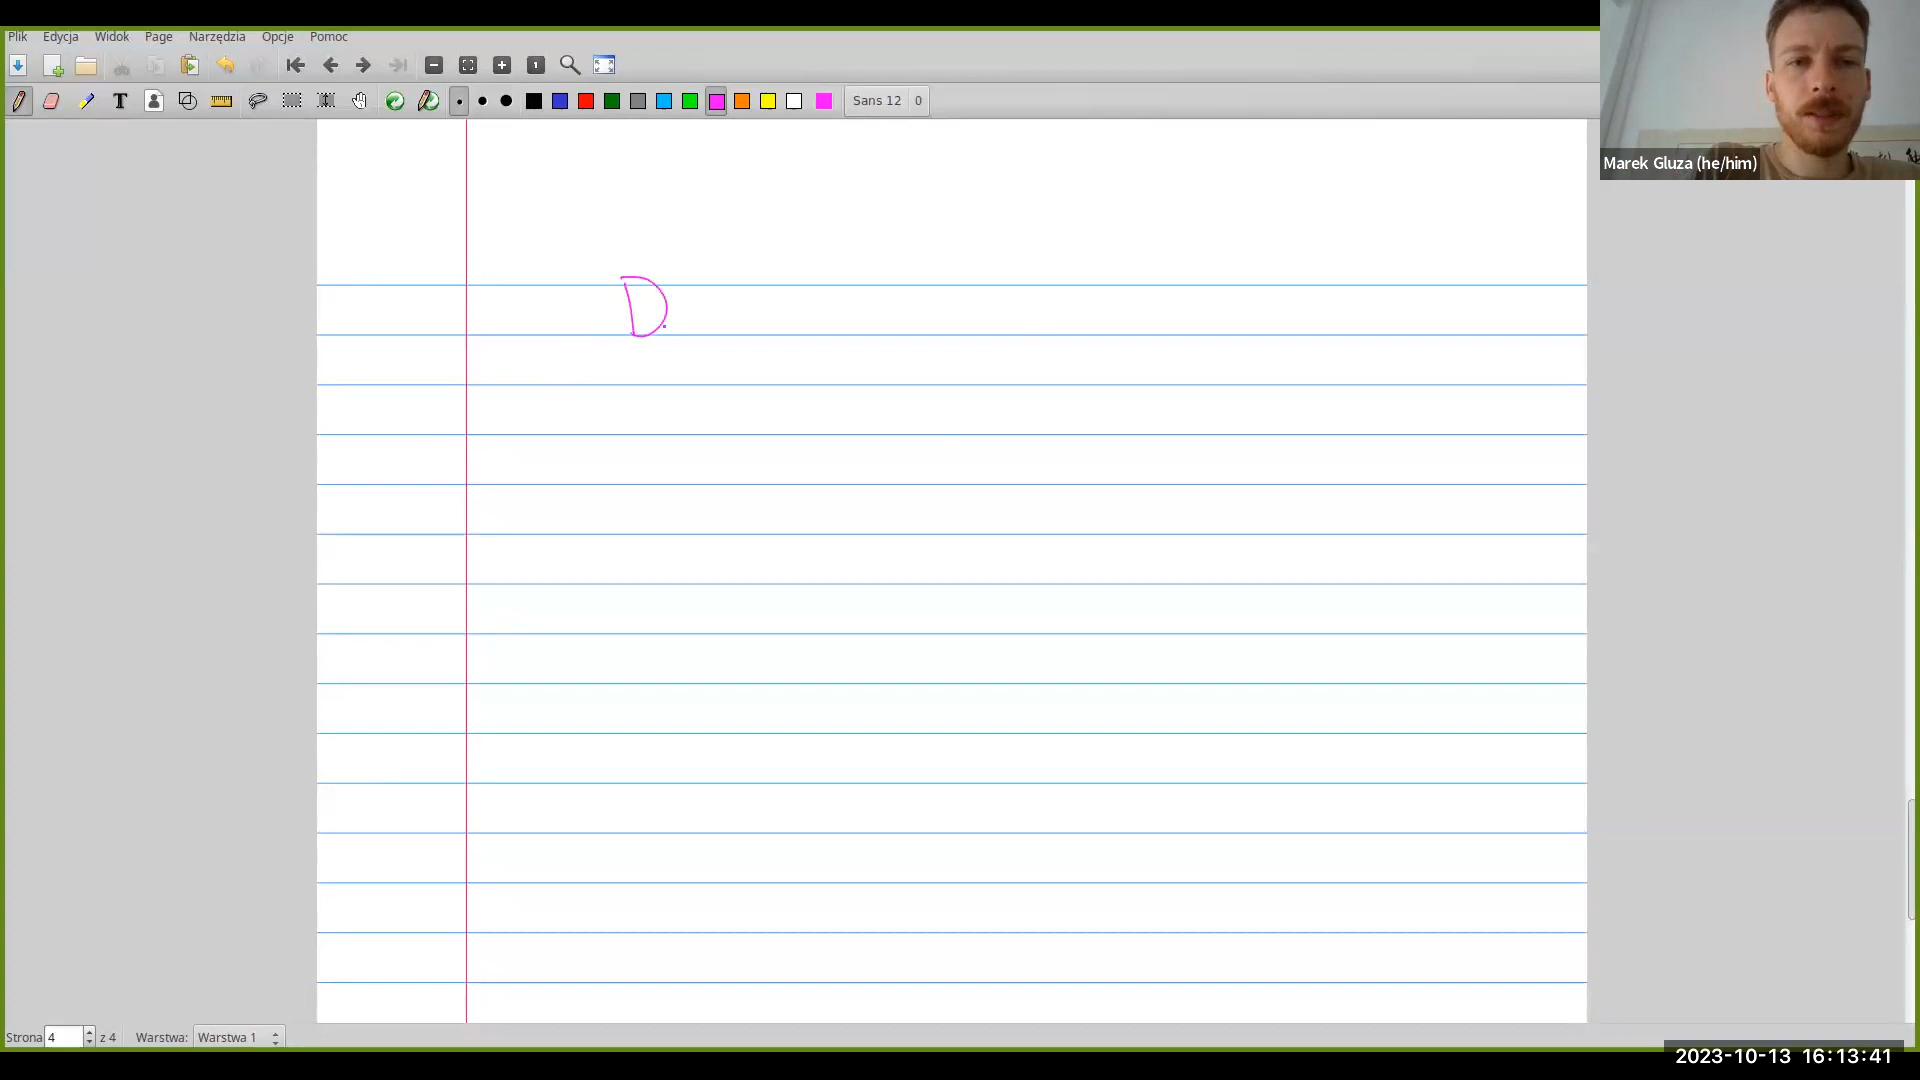 Plik Edycja Widok Page Narzędzia Opcje Pomoc
1
T Sans 12 0
Marek Gluza (he/him)
D
Strona 4 z 4 Warstwa: Warstwa 1
2023-10-13 16:13:41